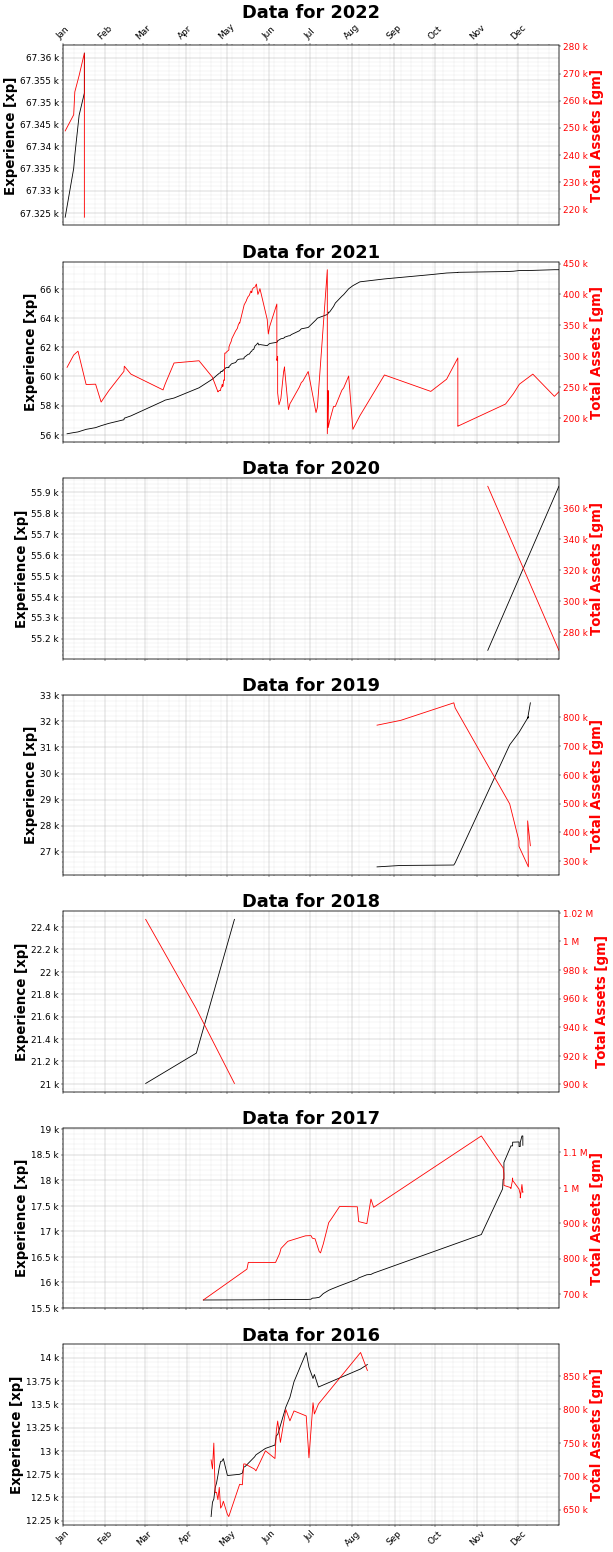 Data for 2022
Jan Feb Mar Apr May Jun Jul Aug Sep Oct Nov Dec
Experience [xp]
67.36 k
67.355 k
67.35 k
67.345 k
67.34 k
67.335 k
67.33 k
67.325 k
280 k
270 k
260 k
250 k
240 k
230 k
220 k
Total Assets [gm]
Data for 2021
Experience [xp]
66 k
64 k
62 k
60 k
58 k
56 k
450 k
400 k
350 k
300 k
250 k
200 k
Total Assets [gm]
Data for 2020
Experience [xp]
55.9 k
55.8 k
55.7 k
55.6 k
55.5 k
55.4 k
55.3 k
55.2 k
360 k
340 k
320 k
300 k
280 k
Total Assets [gm]
Data for 2019
Experience [xp]
33 k
32 k
31 k
30 k
29 k
28 k
27 k
800 k
700 k
600 k
500 k
400 k
300 k
Total Assets [gm]
Data for 2018
Experience [xp]
22.4 k
22.2 k
22 k
21.8 k
21.6 k
21.4 k
21.2 k
21 k
1.02 M
1 M
980 k
960 k
940 k
920 k
900 k
Total Assets [gm]
Data for 2017
Experience [xp]
19 k
18.5 k
18 k
17.5 k
17 k
16.5 k
16 k
15.5 k
1.1 M
1 M
900 k
800 k
700 k
Total Assets [gm]
Data for 2016
Experience [xp]
14 k
13.75 k
13.5 k
13.25 k
13 k
12.75 k
12.5 k
12.25 k
850 k
800 k
750 k
700 k
650 k
Total Assets [gm]
Jan Feb Mar Apr May Jun Jul Aug Sep Oct Nov Dec